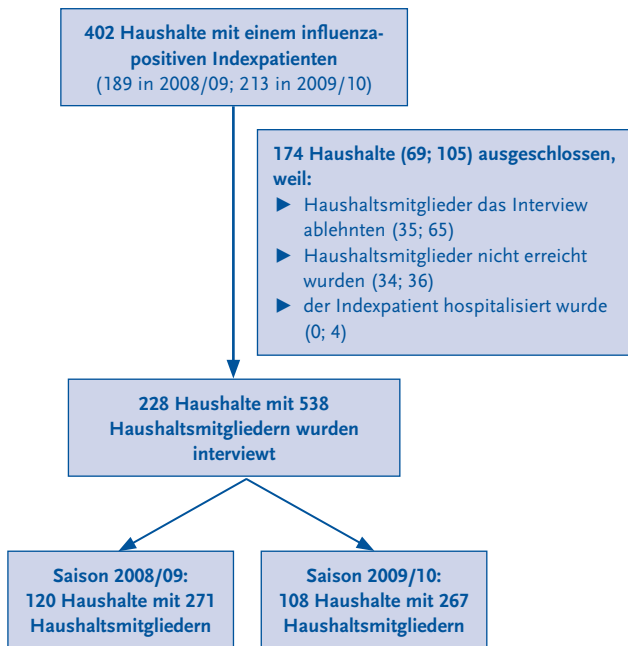 402 Haushalte mit einem influenza-
positiven Indexpatienten
(189 in 2008/09; 213 in 2009/10)
174 Haushalte (69; 105) ausgeschlossen,
weil:
► Haushaltsmitglieder das Interview
ablehnten (35; 65)
► Haushaltsmitglieder nicht erreicht
wurden (34; 36)
► der Indexpatient hospitalisiert wurde
(0; 4)
228 Haushalte mit 538
Haushaltsmitgliedern wurden
interviewt
Saison 2008/09:
120 Haushalte mit 271
Haushaltsmitgliedern
Saison 2009/10:
108 Haushalte mit 267
Haushaltsmitgliedern